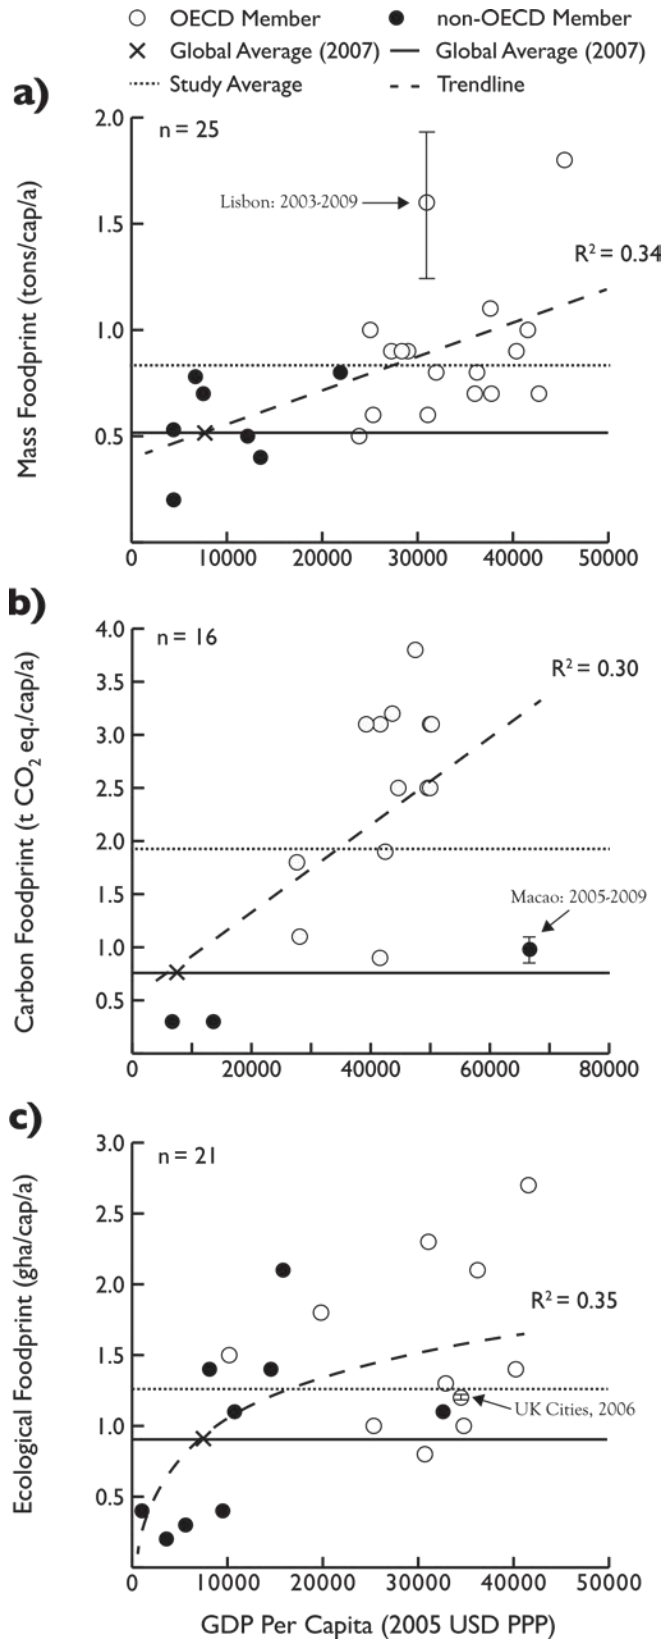 OECD Member non-OECD Member
Global Average (2007) Global Average (2007)
Study Average Trendline
a)
n = 25
Lisbon: 2003-2009
R² = 0.34
Mass Foodprint (tons/cap/a)
2.0
1.5
1.0
0.5
0 10000 20000 30000 40000 50000
b)
n = 16
R² = 0.30
Macao: 2005-2009
Carbon Foodprint (t CO₂ eq./cap/a)
4.0
3.5
3.0
2.5
2.0
1.5
1.0
0.5
0 20000 40000 60000 80000
c)
n = 21
R² = 0.35
UK Cities, 2006
Ecological Foodprint (gha/cap/a)
3.0
2.5
2.0
1.5
1.0
0.5
0 10000 20000 30000 40000 50000
GDP Per Capita (2005 USD PPP)